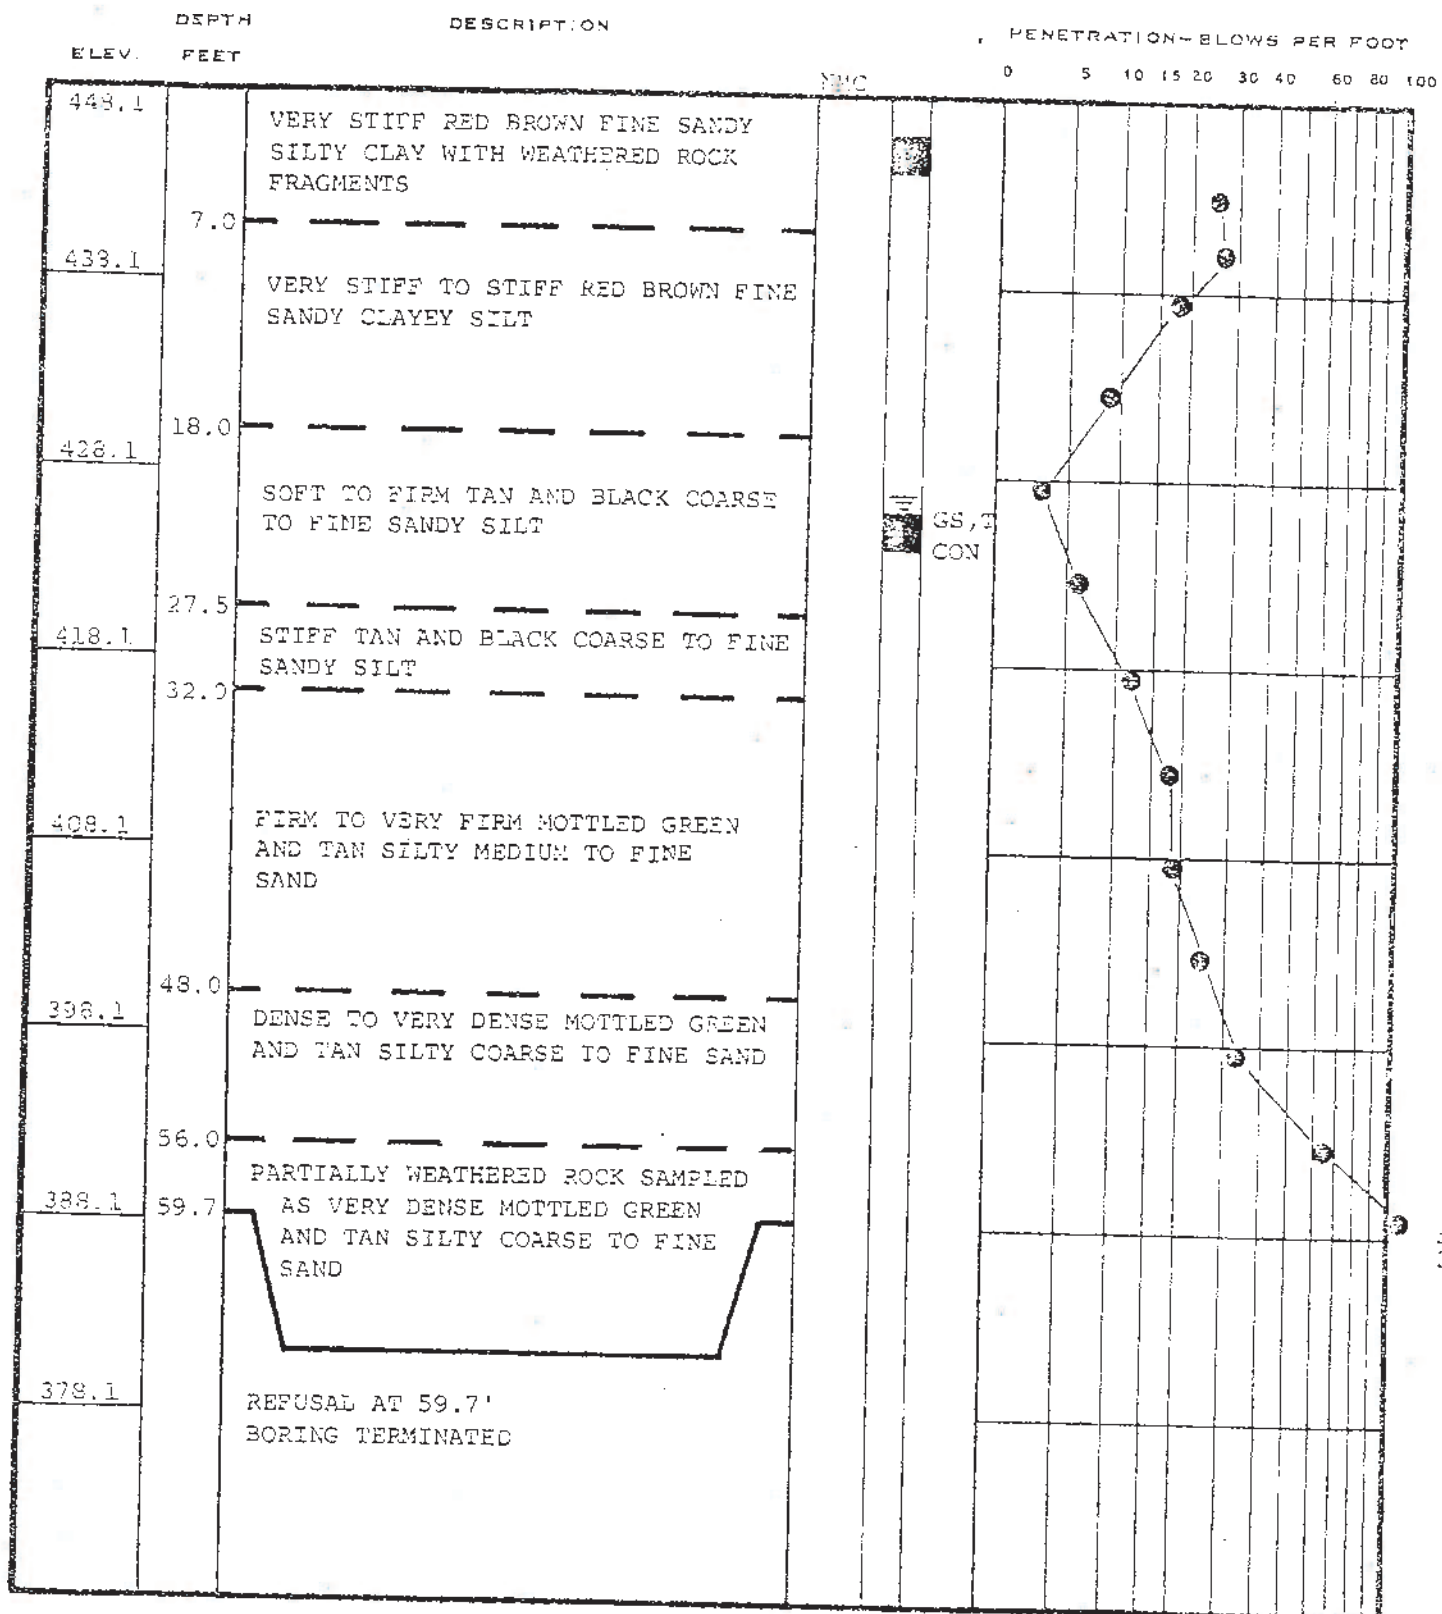 DEPTH
DESCRIPTION
PENETRATION-BLOWS PER FOOT
ELEV. FEET
0 5 10 15 20 30 40 60 80 100
448.1
VERY STIFF RED BROWN FINE SANDY
SILTY CLAY WITH WEATHERED ROCK
FRAGMENTS
7.0
438.1
VERY STIFF TO STIFF RED BROWN FINE
SANDY CLAYEY SILT
18.0
428.1
SOFT TO FIRM TAN AND BLACK COARSE
TO FINE SANDY SILT
GS,T
CON
27.5
418.1
STIFF TAN AND BLACK COARSE TO FINE
SANDY SILT
32.0
408.1
FIRM TO VERY FIRM MOTTLED GREEN
AND TAN SILTY MEDIUM TO FINE
SAND
48.0
398.1
DENSE TO VERY DENSE MOTTLED GREEN
AND TAN SILTY COARSE TO FINE SAND
56.0
PARTIALLY WEATHERED ROCK SAMPLED
AS VERY DENSE MOTTLED GREEN
AND TAN SILTY COARSE TO FINE
SAND
388.1 59.7
378.1
REFUSAL AT 59.7'
BORING TERMINATED